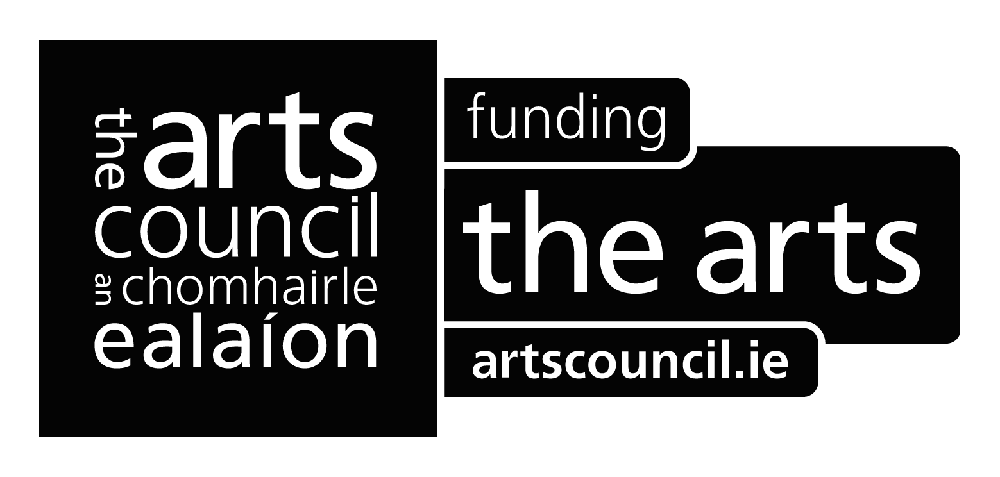 the arts
council
an chomhairle
ealaíon
funding
the arts
artscouncil.ie